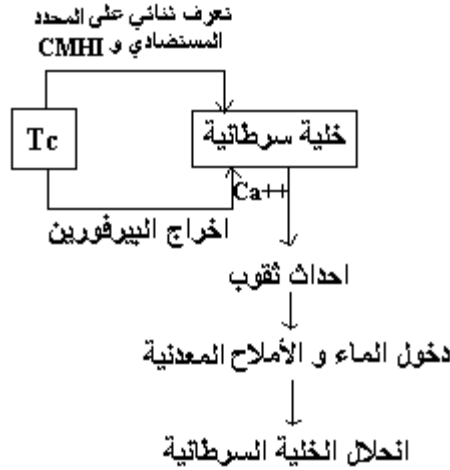 تعرف ثنائي على المحدد
المستضادي و CMHI
Tc
خلية سرطانية
Ca++
اخراج البيرفورين
احداث ثقوب
دخول الماء و الأملاح المعدنية
انحلال الخلية السرطانية